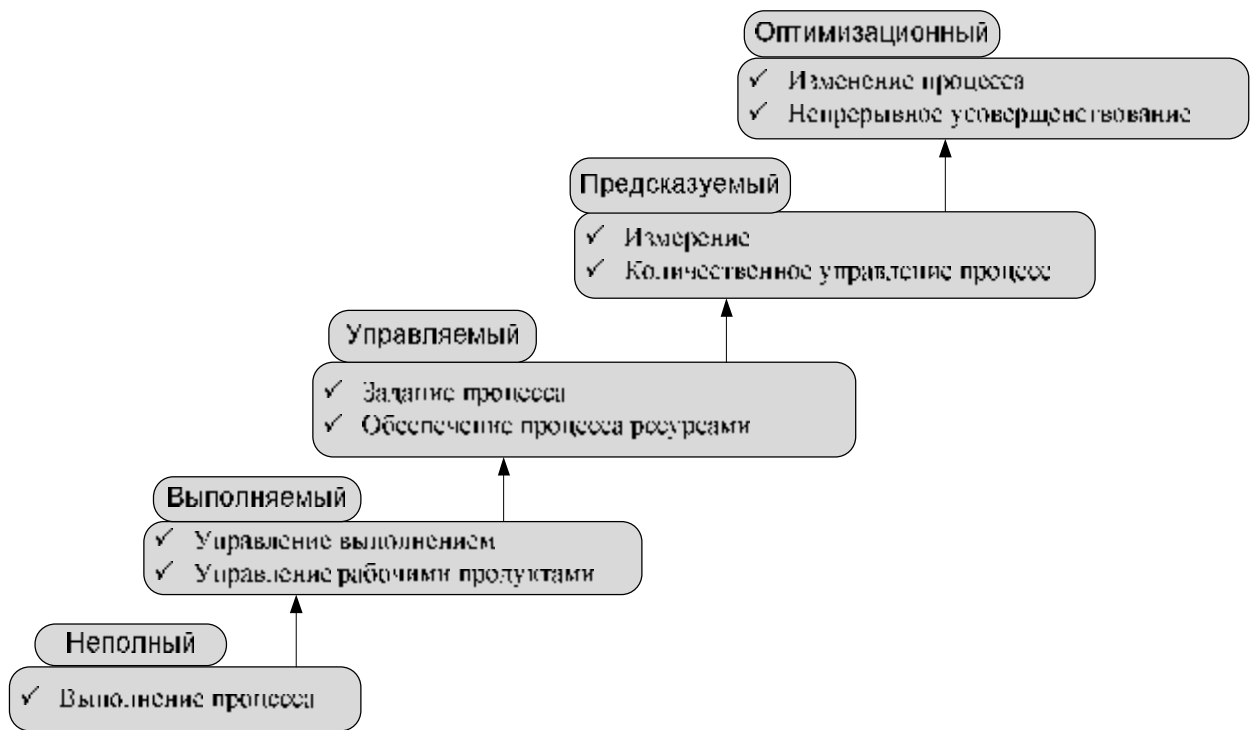 Оптимизационный
✓ Изменение процесса
✓ Непрерывное усоверщенствование
Предсказуемый
✓ Измерение
✓ Количественное управление процесс
Управляемый
✓ Задание процесса
✓ Обеспечение процесса ресурсами
Выполняемый
✓ Управление выполнением
✓ Управление рабочими продуктами
Неполный
✓ Выполнение процесса